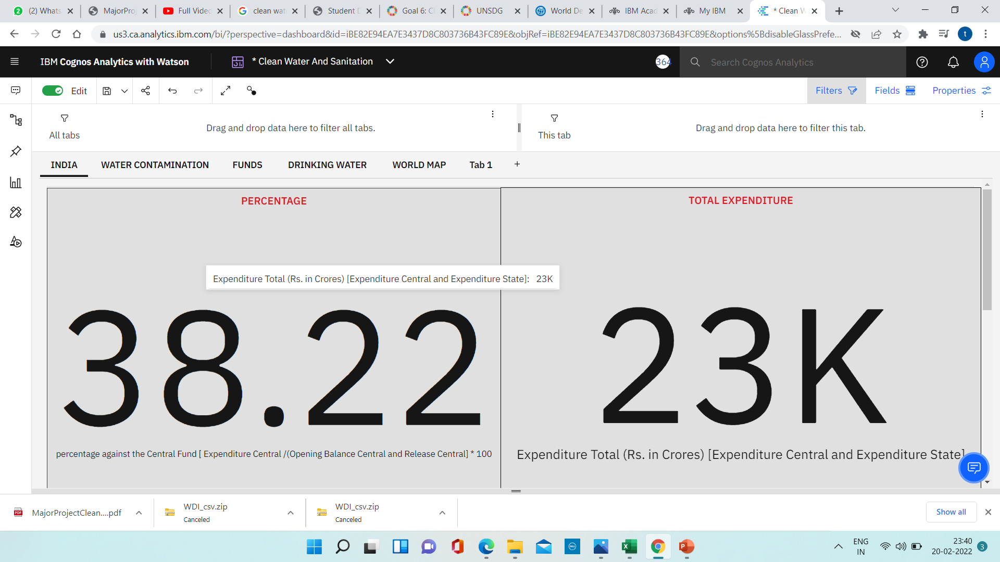 (2) Whats
MajorPro
Full Video
clean wat
Student D
Goal 6: Cl
UNSDG
World De
IBM Acad
My IBM
* Clean W
us3.ca.analytics.ibm.com/bi/?perspective=dashboard&id=iBE82E94EA7E3437D8C803736B43FC89E&objRef=iBE82E94EA7E3437D8C803736B43FC89E&options%5BdisableGlassPrefe...
t
IBM Cognos Analytics with Watson
* Clean Water And Sanitation
364
Search Cognos Analytics
Edit
Filters
Fields
Properties
All tabs
Drag and drop data here to filter all tabs.
This tab
Drag and drop data here to filter this tab.
INDIA
WATER CONTAMINATION
FUNDS
DRINKING WATER
WORLD MAP
Tab 1
PERCENTAGE
TOTAL EXPENDITURE
Expenditure Total (Rs. in Crores) [Expenditure Central and Expenditure State]: 23K
38.22
23K
percentage against the Central Fund [ Expenditure Central /(Opening Balance Central and Release Central] * 100
Expenditure Total (Rs. in Crores) [Expenditure Central and Expenditure State]
MajorProjectClean....pdf
WDI_csv.zip
Canceled
WDI_csv.zip
Canceled
Show all
ENG
IN
23:40
20-02-2022
3